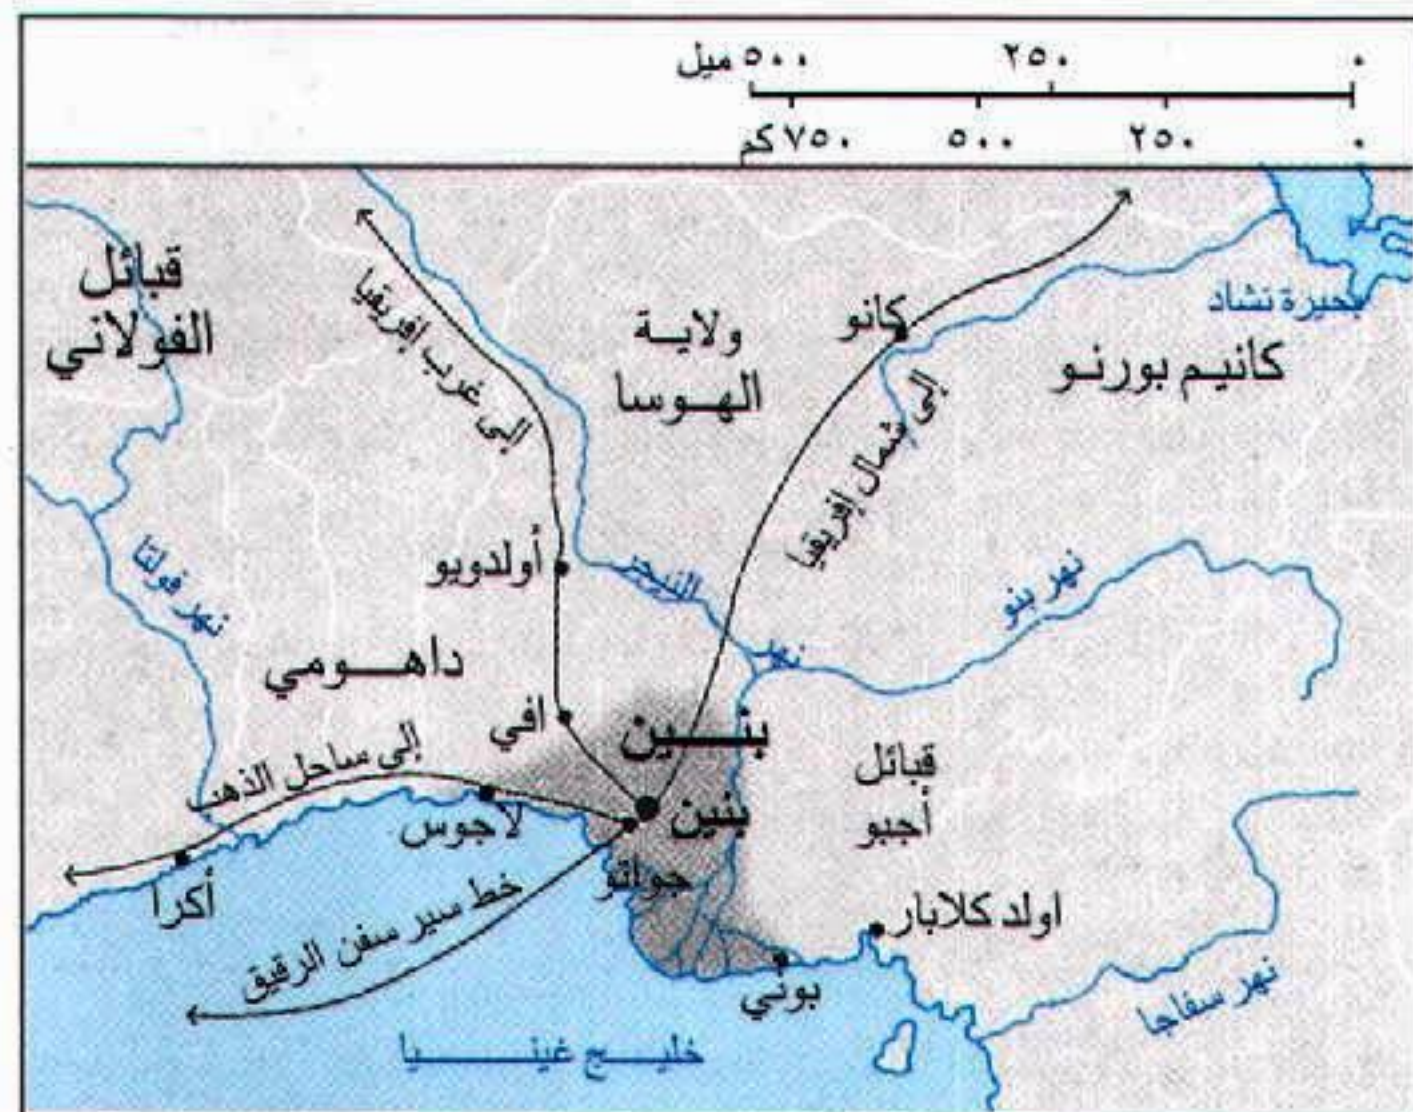 ٠ ٢٥٠ ٥٠٠ ميل
٠ ٢٥٠ ٥٠٠ ٧٥٠ كم
بحيرة تشاد
كانيم بورنو
كانو
ولاية
الهوسا
إلى شمال إفريقيا
إلى غرب إفريقيا
قبائل
الفولاني
نهر فولتا
أولدويو
نهر النيجر
نهر بنو
داهومي
افي
بنين
بنين
قبائل
أجبو
إلى ساحل الذهب
لاجوس
جواتو
أكرا
خط سير سفن الرقيق
اولد كلابار
بوني
نهر سفاجا
خليج غينيا